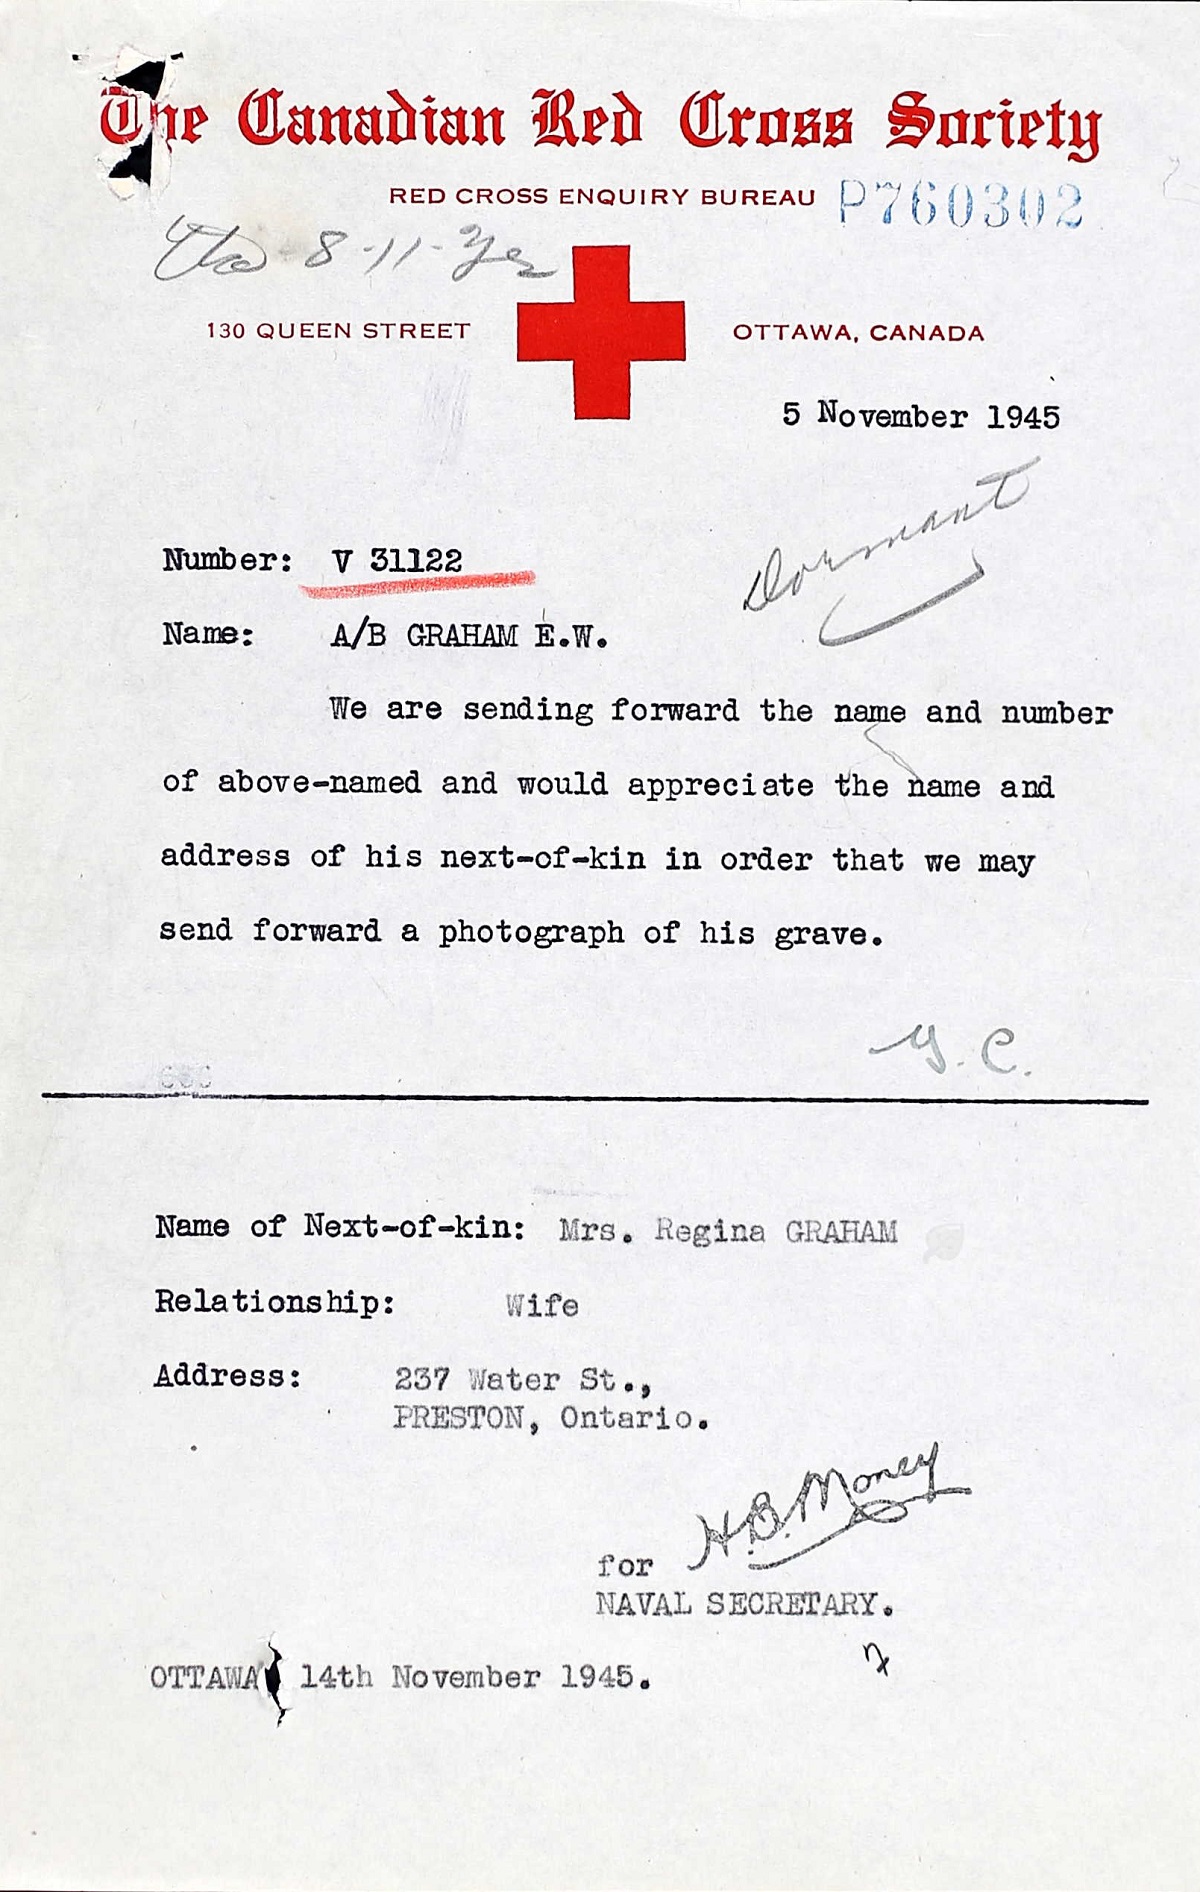 The Canadian Red Cross Society
RED CROSS ENQUIRY BUREAU P760302
8-11-
130 QUEEN STREET OTTAWA, CANADA
5 November 1945
Dormant
Number: V 31122
Name: A/B GRAHAM E.W.
We are sending forward the name and number
of above-named and would appreciate the name and
address of his next-of-kin in order that we may
send forward a photograph of his grave.
Y.C.
Name of Next-of-kin: Mrs. Regina GRAHAM
Relationship: Wife
Address: 237 Water St.,
PRESTON, Ontario.
H.B. Money
for
NAVAL SECRETARY.
OTTAWA 14th November 1945.